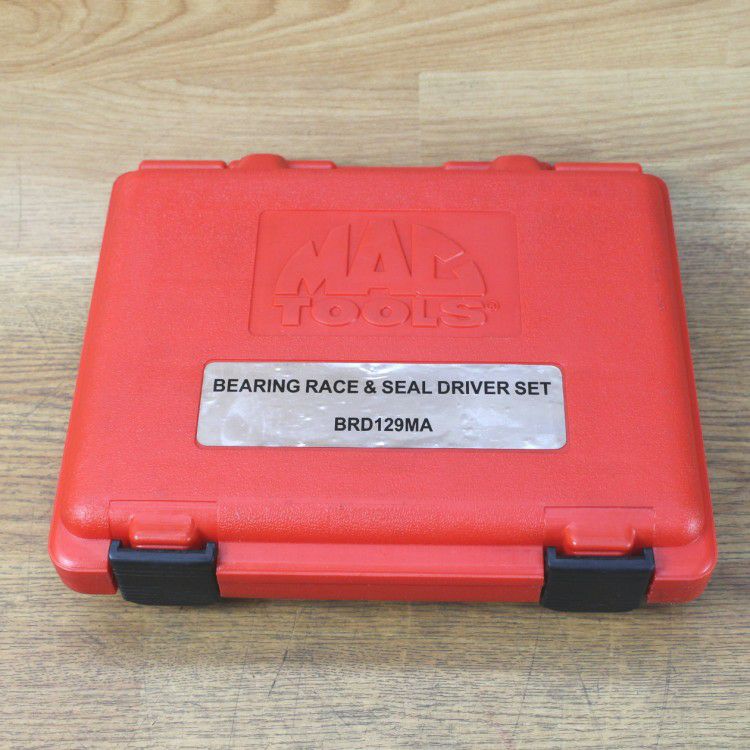 MAC
TOOLS®
BEARING RACE & SEAL DRIVER SET
BRD129MA